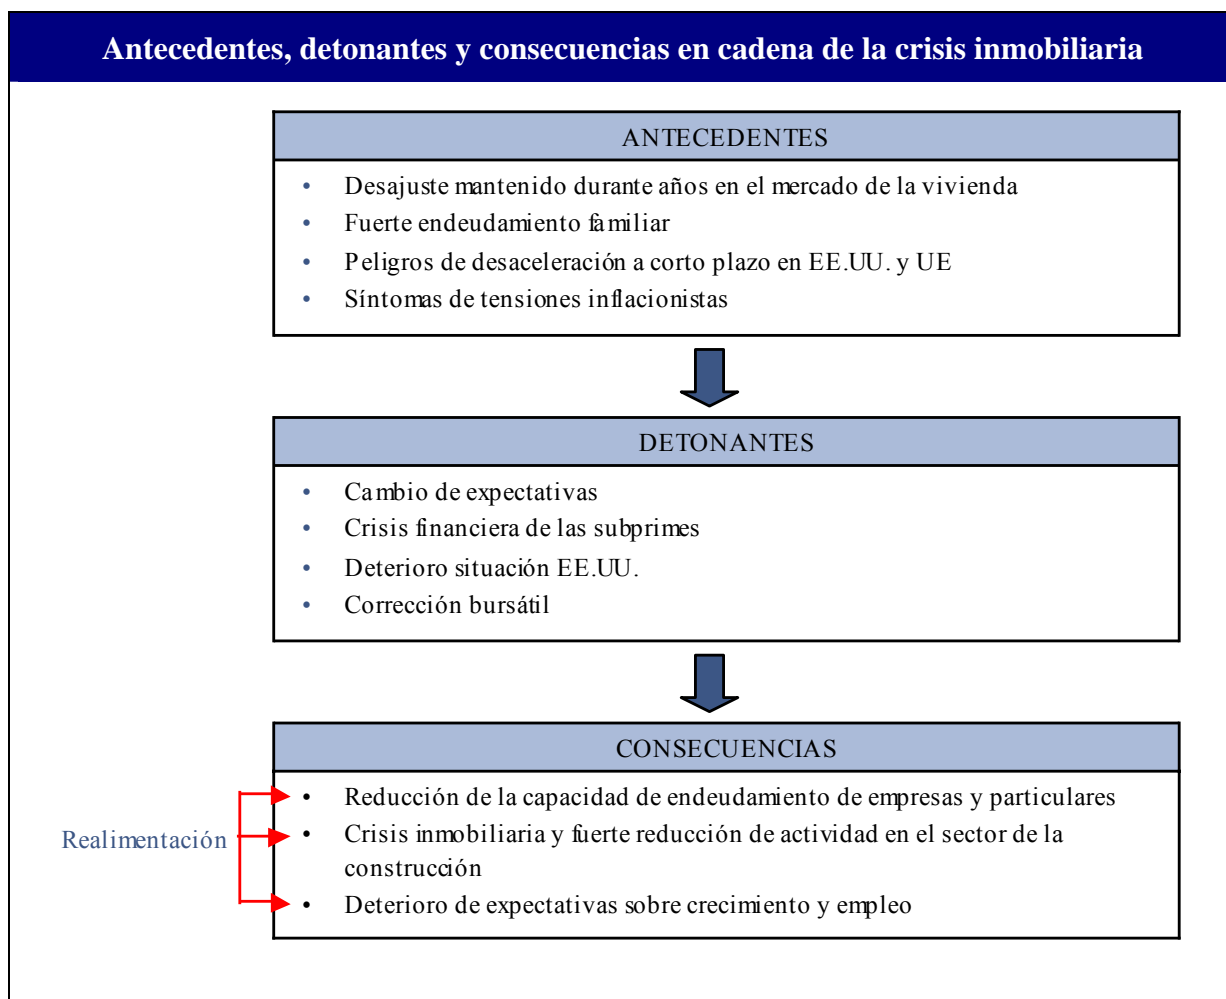 Antecedentes, detonantes y consecuencias en cadena de la crisis inmobiliaria
ANTECEDENTES
• Desajuste mantenido durante años en el mercado de la vivienda
• Fuerte endeudamiento familiar
• Peligros de desaceleración a corto plazo en EE.UU. y UE
• Síntomas de tensiones inflacionistas
DETONANTES
• Cambio de expectativas
• Crisis financiera de las subprimes
• Deterioro situación EE.UU.
• Corrección bursátil
CONSECUENCIAS
• Reducción de la capacidad de endeudamiento de empresas y particulares
Realimentación
• Crisis inmobiliaria y fuerte reducción de actividad en el sector de la
construcción
• Deterioro de expectativas sobre crecimiento y empleo